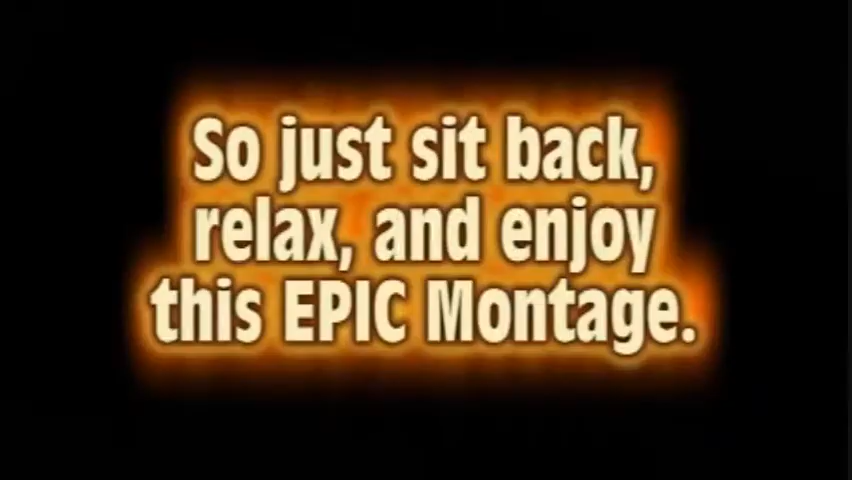 So just sit back,
relax, and enjoy
this EPIC Montage.